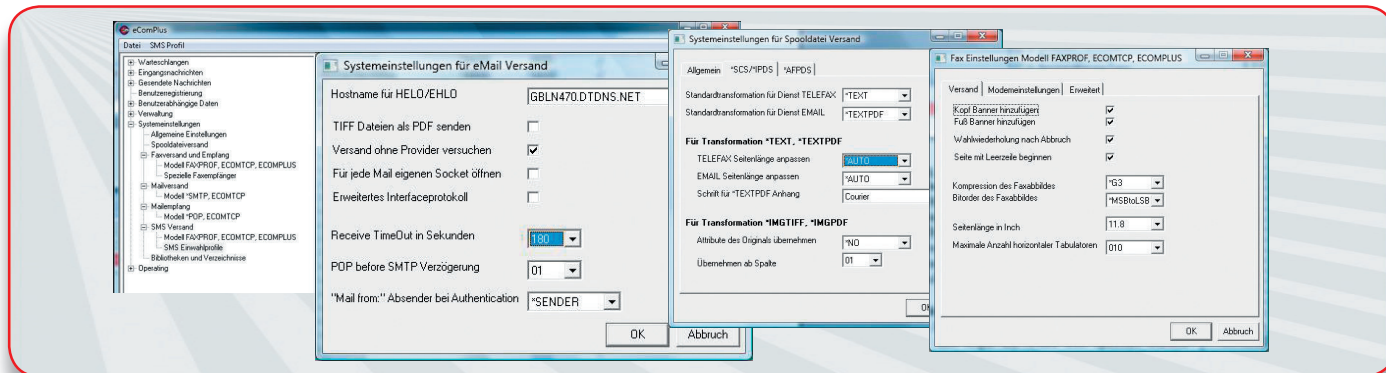 eComPlus
Datei SMS Profil
Warteschlangen
Eingangsnachrichten
Gesendete Nachrichten
Benutzerregistrierung
Benutzerabhängige Daten
Verwaltung
Systemeinstellungen
Allgemeine Einstellungen
Spooldateiversand
Faxversand und Empfang
Modell FAXPROF, ECOMTCP, ECOMPLUS
Spezielle Faxempfänger
Mailversand
Modell *SMTP, ECOMTCP
Mailempfang
Modell *POP, ECOMTCP
SMS Versand
Modell FAXPROF, ECOMTCP, ECOMPLUS
SMS Einwahlprofile
Bibliotheken und Verzeichnisse
Operating
Systemeinstellungen für eMail Versand
Hostname für HELO/EHLO GBLN470.DTDNS.NET
TIFF Dateien als PDF senden
Versand ohne Provider versuchen
Für jede Mail eigenen Socket öffnen
Erweitertes Interfaceprotokoll
Receive TimeOut in Sekunden 180
POP before SMTP Verzögerung 01
"Mail from:" Absender bei Authentication *SENDER
OK Abbruch
Systemeinstellungen für Spooldatei Versand
Allgemein *SCS/*IPDS *AFPDS
Standardtransformation für Dienst TELEFAX *TEXT
Standardtransformation für Dienst EMAIL *TEXTPDF
Für Transformation *TEXT, *TEXTPDF
TELEFAX Seitenlänge anpassen *AUTO
EMAIL Seitenlänge anpassen *AUTO
Schrift für *TEXTPDF Anhang Courier
Für Transformation *IMGTIFF, *IMGPDF
Attribute des Originals übernehmen *NO
Übernehmen ab Spalte 01
Fax Einstellungen Modell FAXPROF, ECOMTCP, ECOMPLUS
Versand Modemeinstellungen Erweitert
Kopf Banner hinzufügen
Fuß Banner hinzufügen
Wahlwiederholung nach Abbruch
Seite mit Leerzeile beginnen
Kompression des Faxabbildes *G3
Bitorder des Faxabbildes *MSBtoLSB
Seitenlänge in Inch 11.8
Maximale Anzahl horizontaler Tabulatoren 010
OK Abbruch